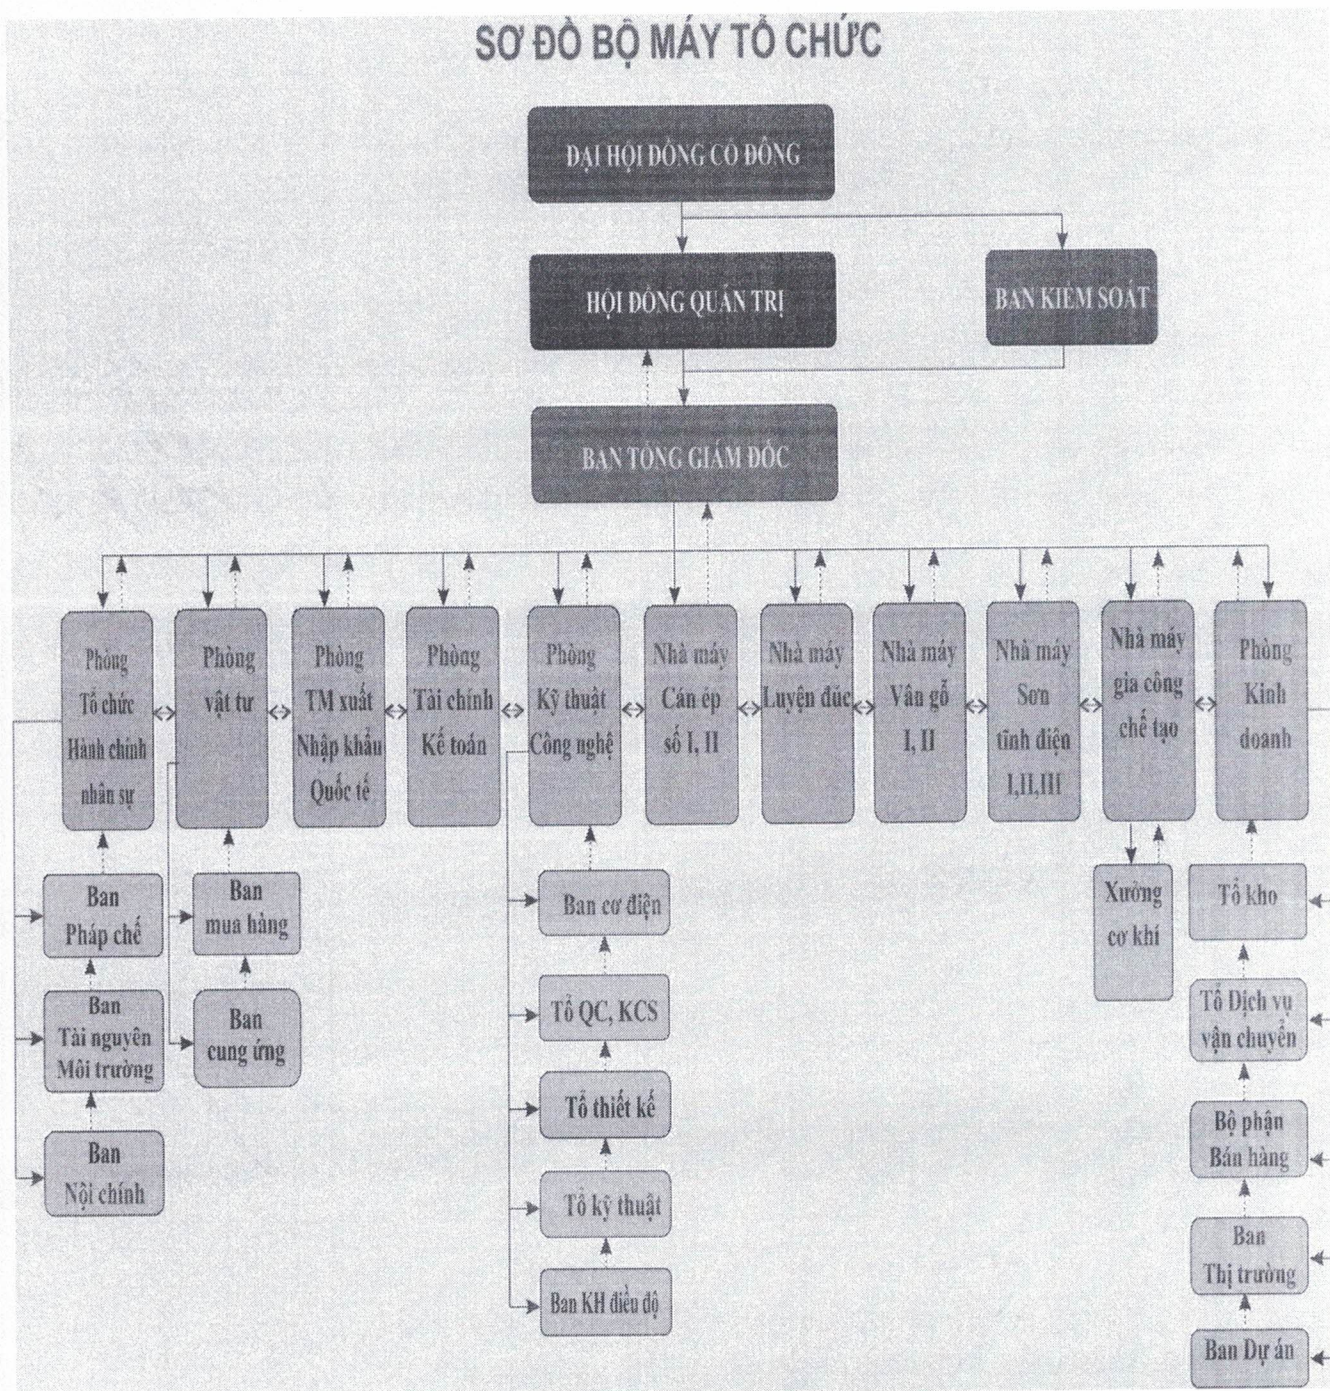 SƠ ĐỒ BỘ MÁY TỔ CHỨC
ĐẠI HỘI ĐỒNG CỔ ĐÔNG
HỘI ĐỒNG QUẢN TRỊ
BAN KIỂM SOÁT
BAN TỔNG GIÁM ĐỐC
Phòng
Tổ chức
Hành chính
nhân sự
Phòng
vật tư
Phòng
TM xuất
Nhập khẩu
Quốc tế
Phòng
Tài chính
Kế toán
Phòng
Kỹ thuật
Công nghệ
Nhà máy
Cán ép
số I, II
Nhà máy
Luyện đúc
Nhà máy
Vân gỗ
I, II
Nhà máy
Sơn
tĩnh điện
I,II,III
Nhà máy
gia công
chế tạo
Phòng
Kinh
doanh
Ban
Pháp chế
Ban
Tài nguyên
Môi trường
Ban
Nội chính
Ban
mua hàng
Ban
cung ứng
Ban cơ điện
Tổ QC, KCS
Tổ thiết kế
Tổ kỹ thuật
Ban KH điều độ
Xưởng
cơ khí
Tổ kho
Tổ Dịch vụ
vận chuyển
Bộ phận
Bán hàng
Ban
Thị trường
Ban Dự án